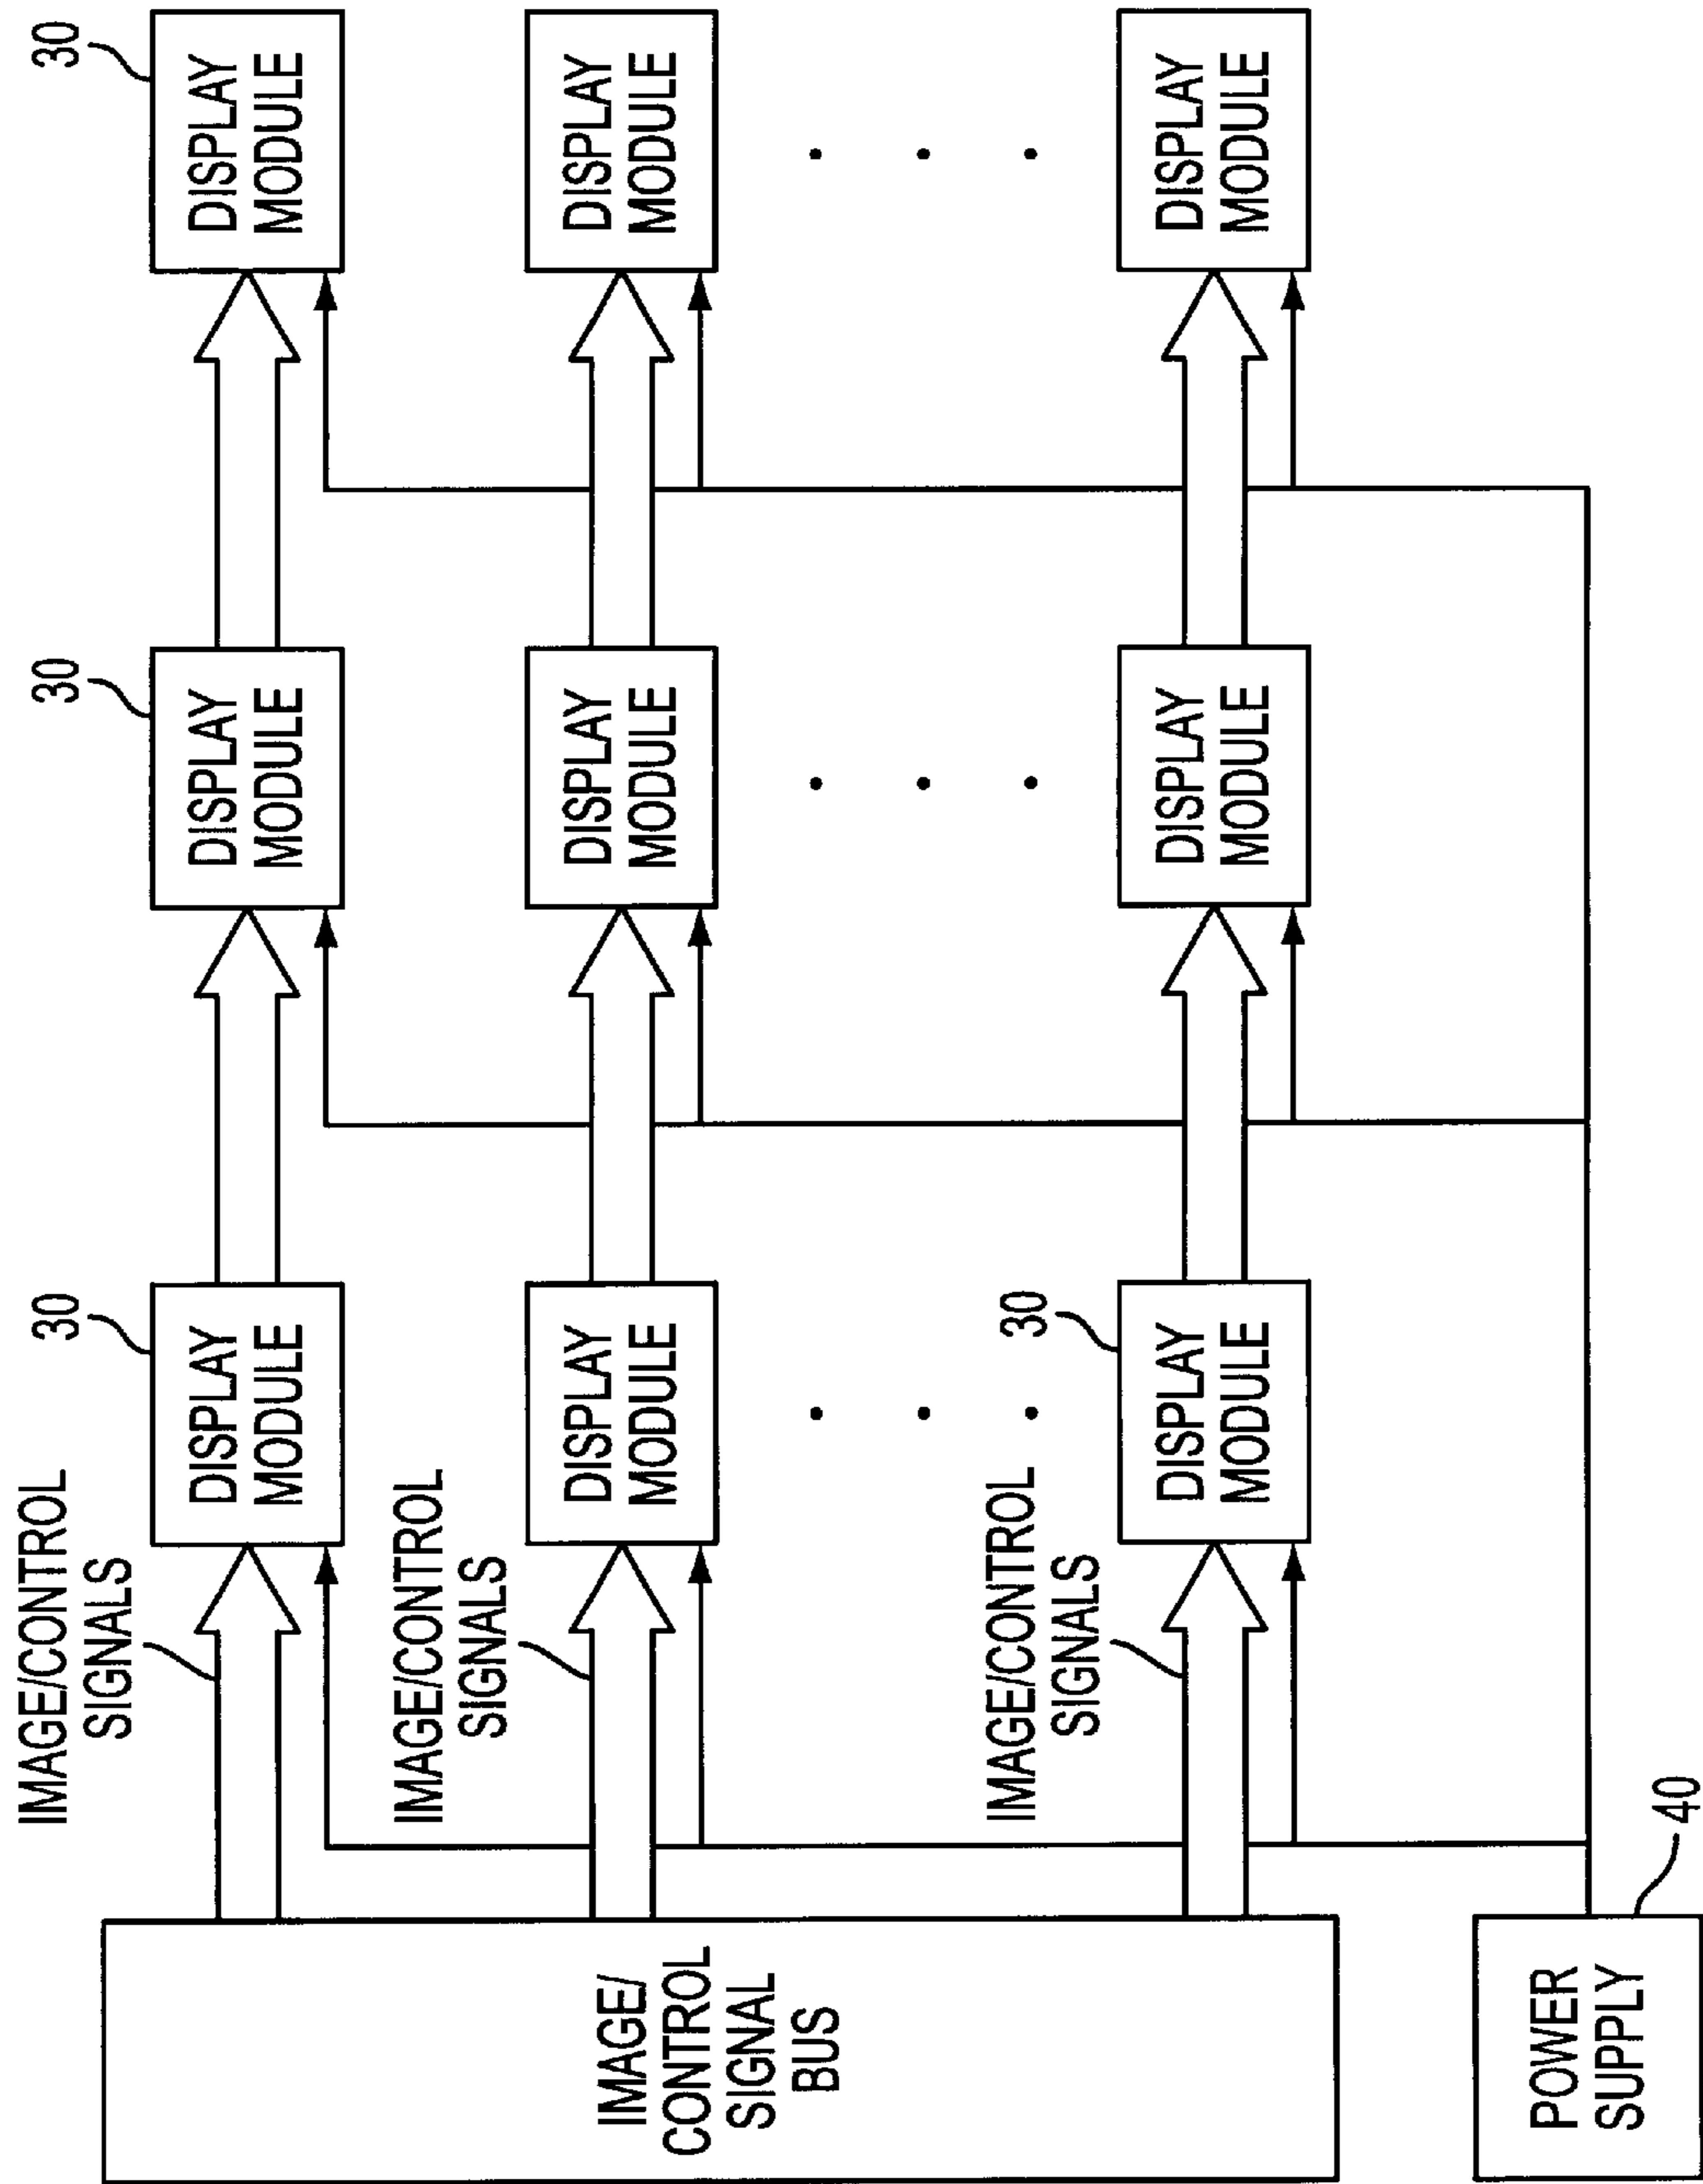 IMAGE/CONTROL
SIGNALS
30
30
30
DISPLAY
MODULE
DISPLAY
MODULE
DISPLAY
MODULE
IMAGE/CONTROL
SIGNALS
DISPLAY
MODULE
DISPLAY
MODULE
DISPLAY
MODULE
IMAGE/
CONTROL
SIGNAL
BUS
IMAGE/CONTROL
SIGNALS
30
DISPLAY
MODULE
DISPLAY
MODULE
DISPLAY
MODULE
POWER
SUPPLY
40